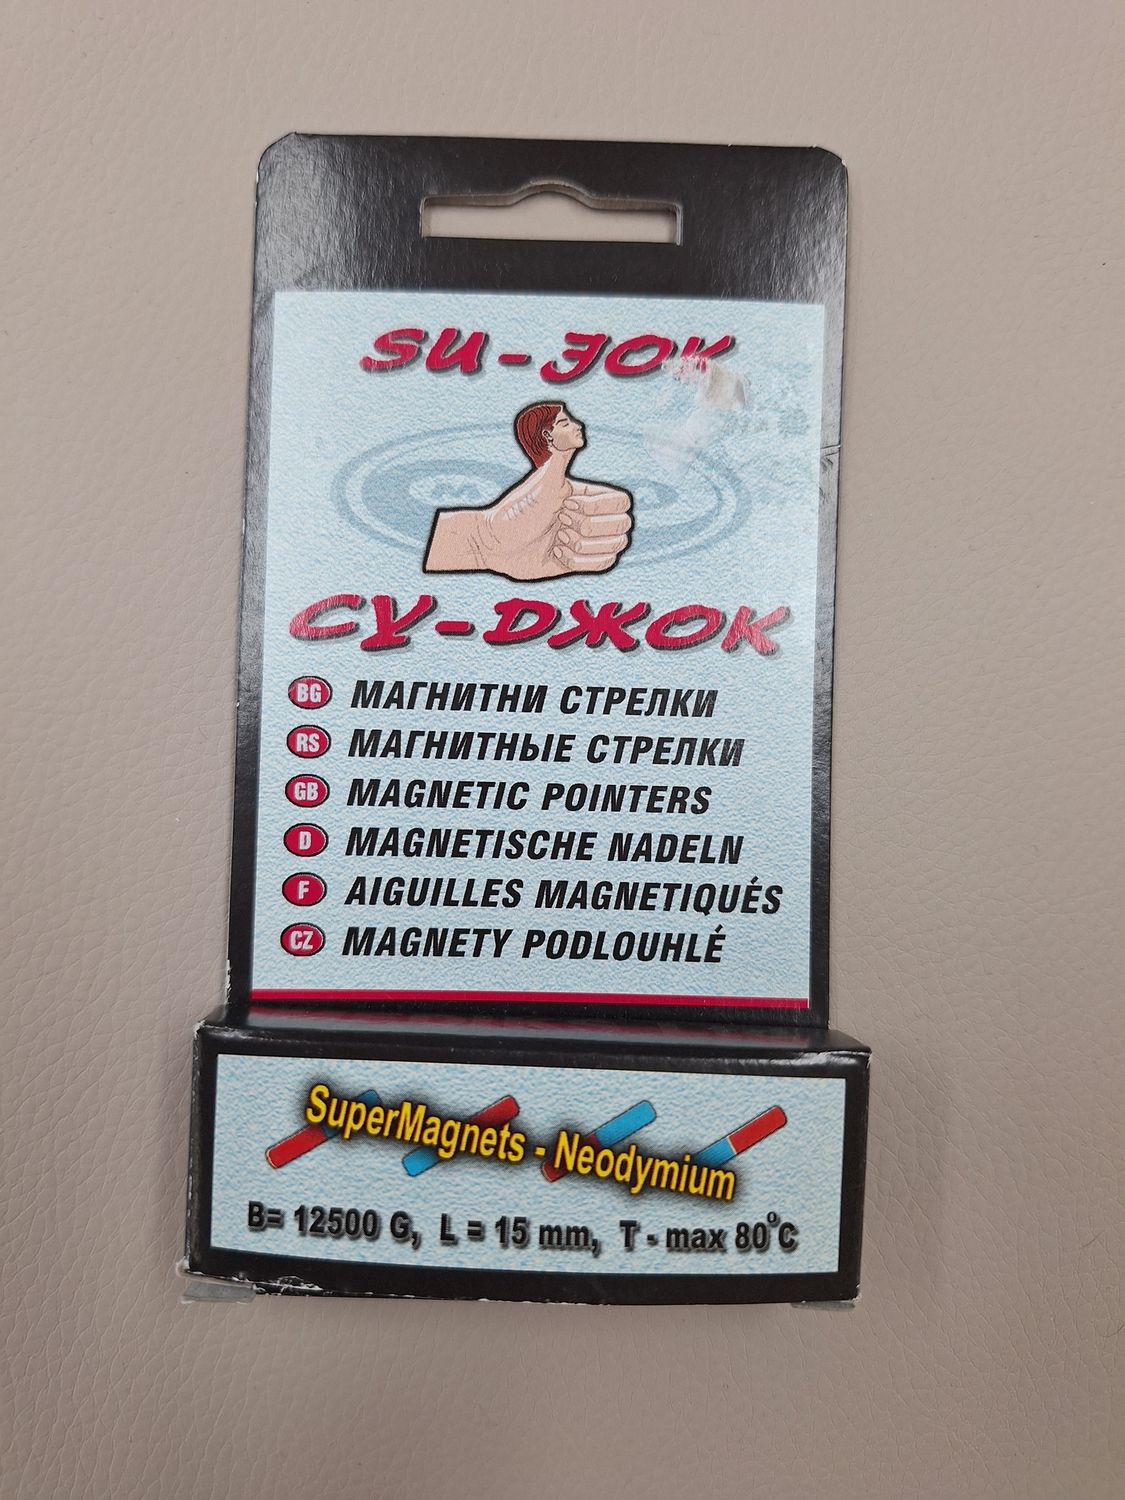 SU-JOK
СУ-ДЖОК
BG МАГНИТНИ СТРЕЛКИ
RS МАГНИТНЫЕ СТРЕЛКИ
GB MAGNETIC POINTERS
D MAGNETISCHE NADELN
F AIGUILLES MAGNETIQUÉS
CZ MAGNETY PODLOUHLÉ
SuperMagnets - Neodymium
B= 12500 G, L = 15 mm, T - max 80°C